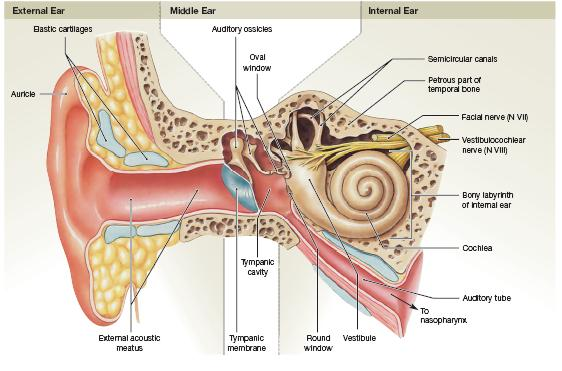 External Ear
Middle Ear
Internal Ear
Elastic cartilages
Auditory ossicles
Oval
window
Semicircular canals
Auricle
Petrous part of
temporal bone
Facial nerve (N VII)
Vestibulocochlear
nerve (N VIII)
Bony labyrinth
of internal ear
Cochlea
Tympanic
cavity
Auditory tube
To
nasopharynx
External acoustic
meatus
Tympanic
membrane
Round
window
Vestibule